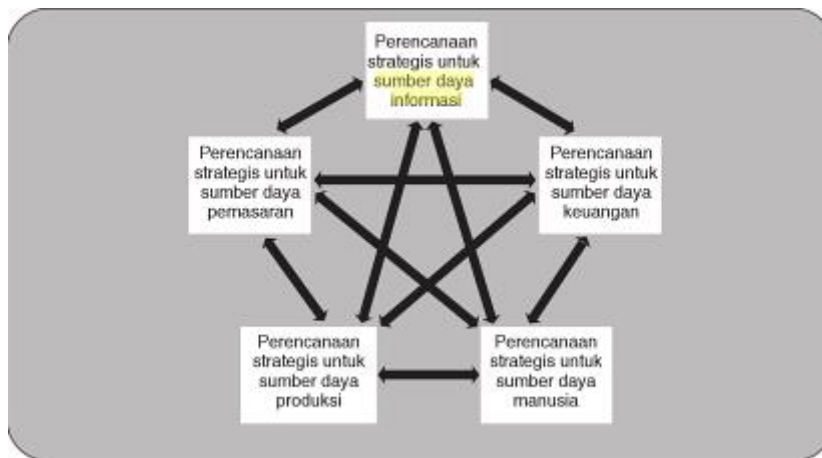 Perencanaan
strategis untuk
sumber daya
informasi
Perencanaan
strategis untuk
sumber daya
pemasaran
Perencanaan
strategis untuk
sumber daya
keuangan
Perencanaan
strategis untuk
sumber daya
produksi
Perencanaan
strategis untuk
sumber daya
manusia